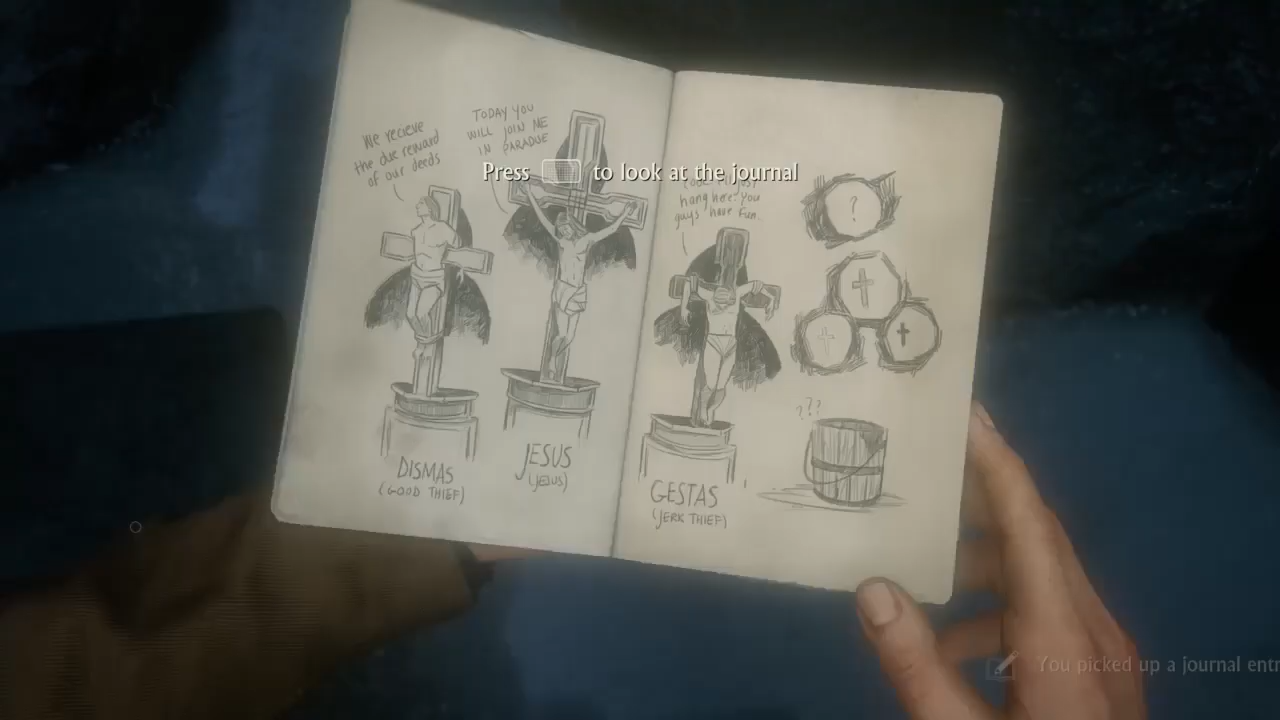 We recieve
the due reward
of our deeds
TODAY YOU
WILL JOIN ME
IN PARADISE
Press to look at the journal
hang here. You
guys have fun.
?
???
DISMAS
(GOOD THIEF)
JESUS
(JESUS)
GESTAS
(JERK THIEF)
You picked up a journal entr